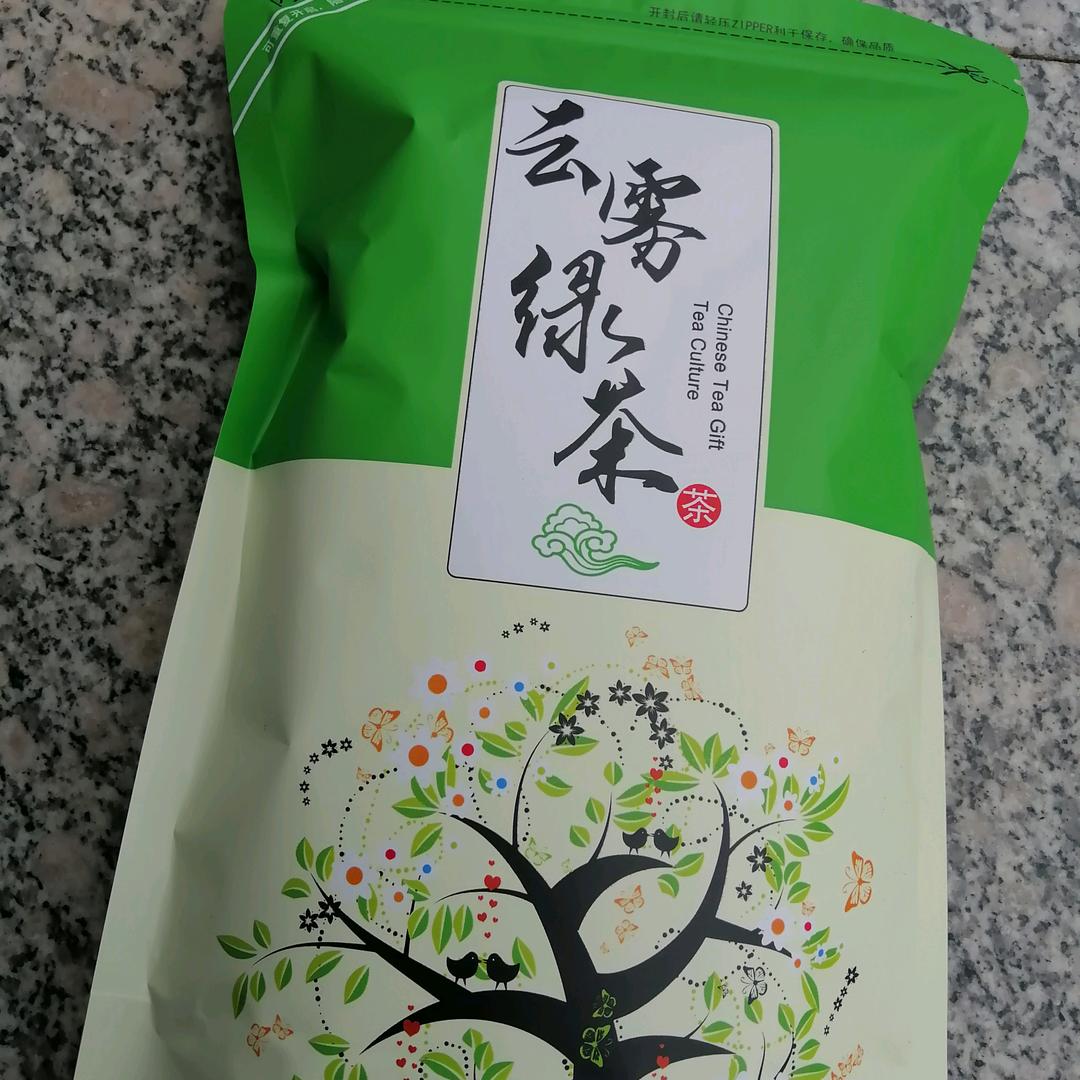 开封后请轻压ZIPPER利于保存，确保品质
云雾
绿茶
Chinese Tea Gift
Tea Culture
茶